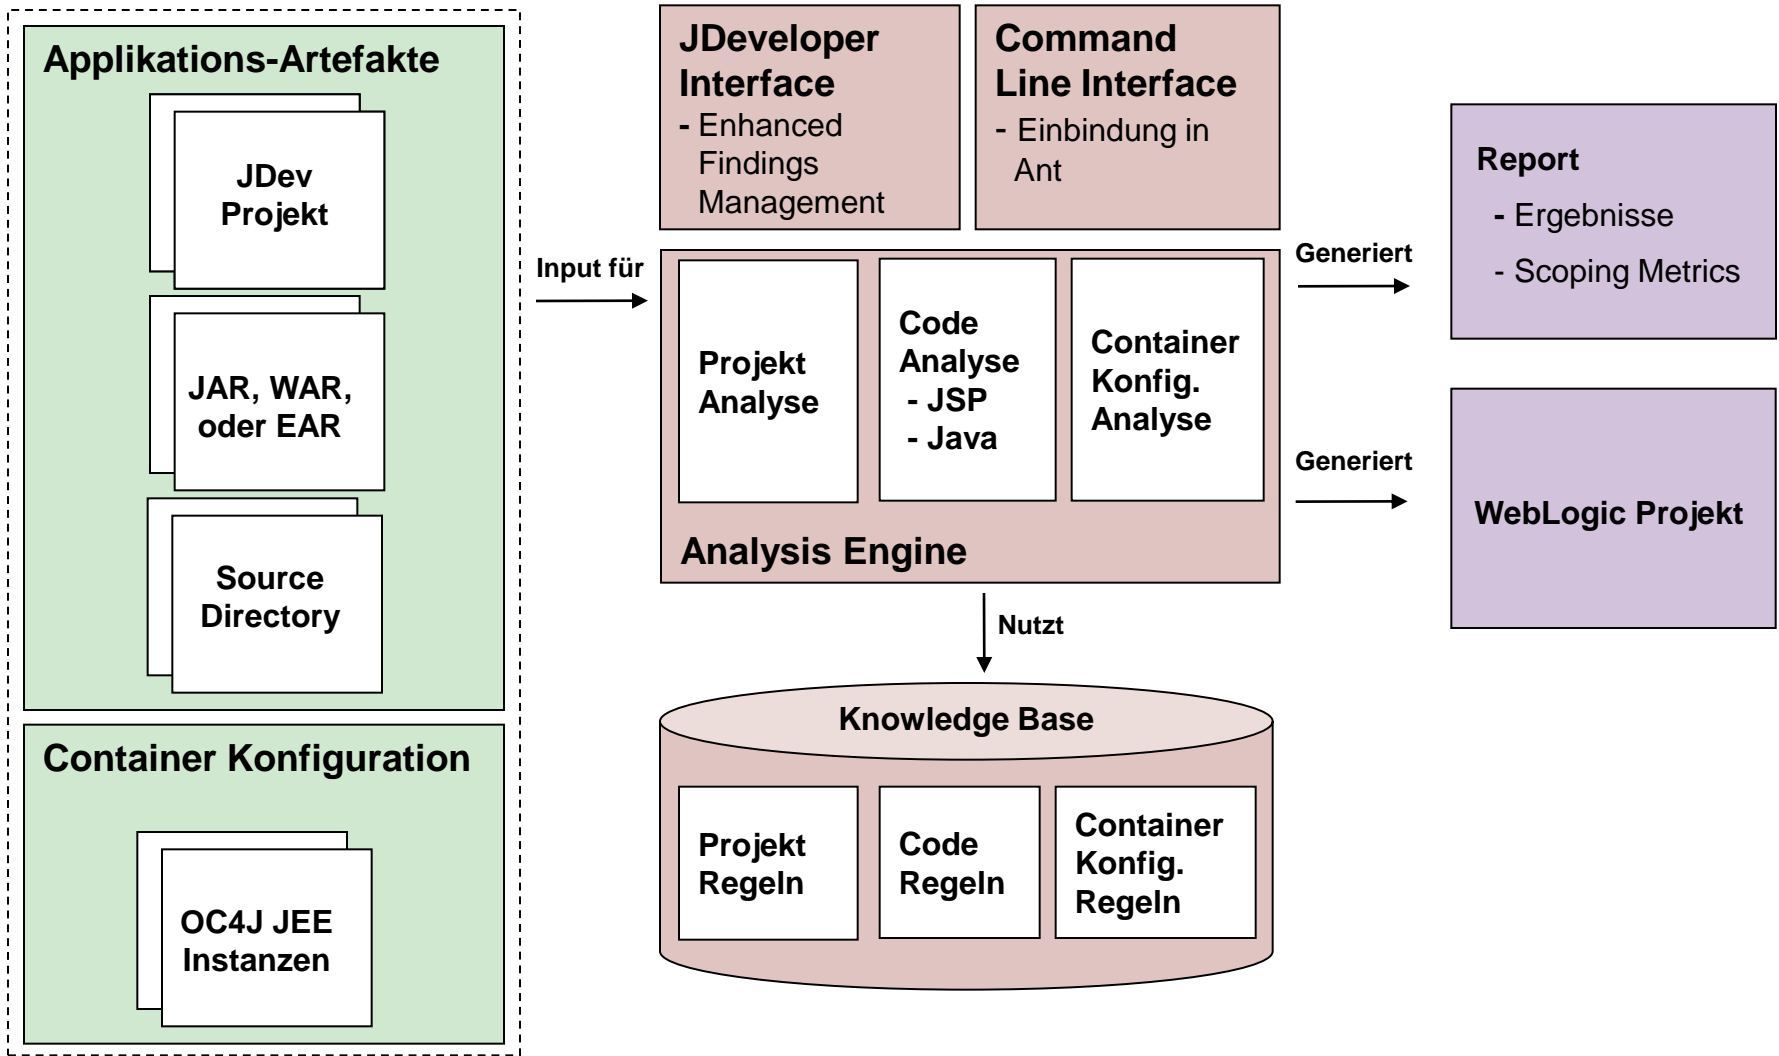 Applikations-Artefakte
JDev
Projekt
JAR, WAR,
oder EAR
Source
Directory
Container Konfiguration
OC4J JEE
Instanzen
Input für
JDeveloper
Interface
- Enhanced
Findings
Management
Command
Line Interface
- Einbindung in
Ant
Projekt
Analyse
Code
Analyse
- JSP
- Java
Container
Konfig.
Analyse
Analysis Engine
Nutzt
Knowledge Base
Projekt
Regeln
Code
Regeln
Container
Konfig.
Regeln
Generiert
Report
- Ergebnisse
- Scoping Metrics
Generiert
WebLogic Projekt